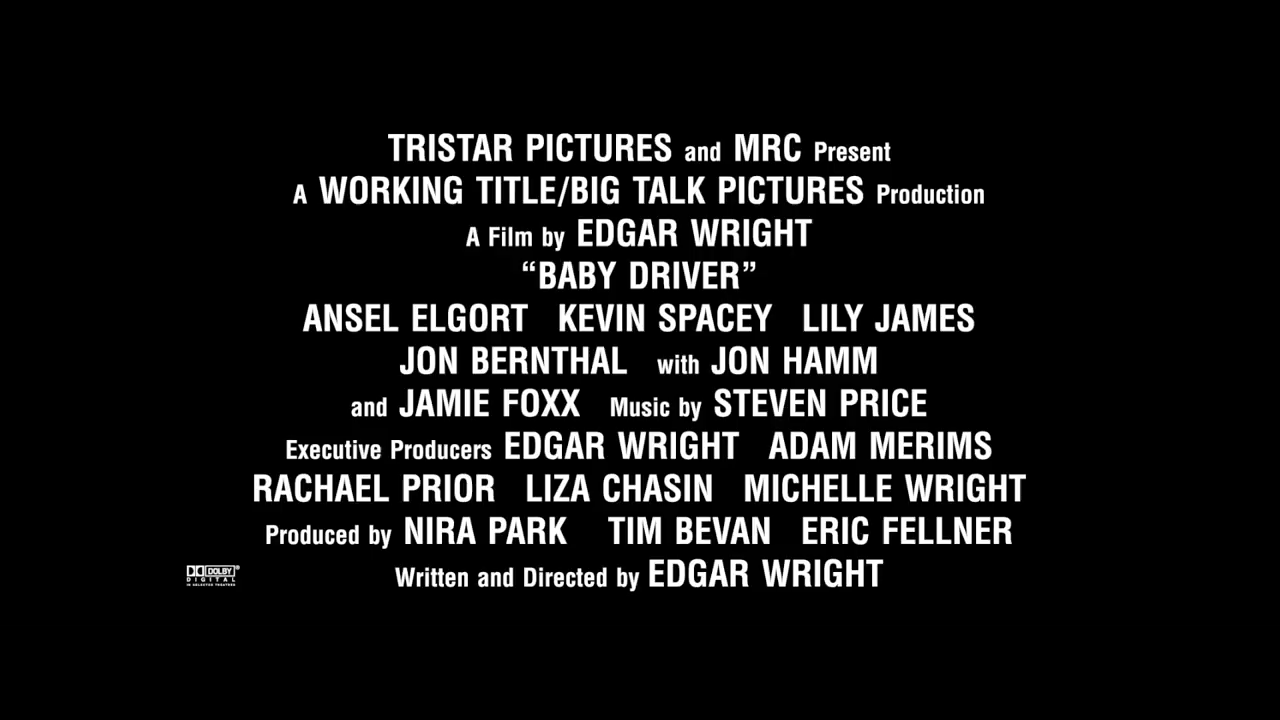 TRISTAR PICTURES and MRC Present
A WORKING TITLE/BIG TALK PICTURES Production
A Film by EDGAR WRIGHT
“BABY DRIVER”
ANSEL ELGORT KEVIN SPACEY LILY JAMES
JON BERNTHAL with JON HAMM
and JAMIE FOXX Music by STEVEN PRICE
Executive Producers EDGAR WRIGHT ADAM MERIMS
RACHAEL PRIOR LIZA CHASIN MICHELLE WRIGHT
Produced by NIRA PARK TIM BEVAN ERIC FELLNER
Written and Directed by EDGAR WRIGHT
DOLBY®
DIGITAL
IN SELECTED THEATRES